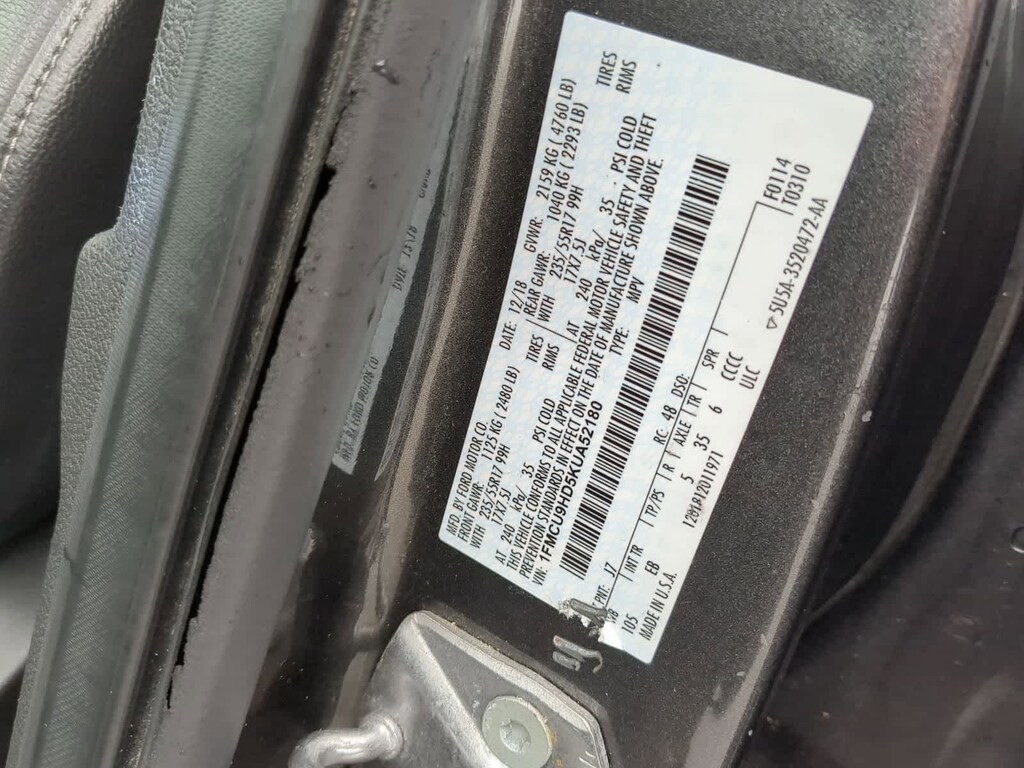 MFD. BY FORD MOTOR CO.
DATE: 12/18 GVWR: 2159 KG ( 4760 LB)
FRONT GAWR: 1125 KG ( 2480 LB) REAR GAWR: 1040 KG ( 2293 LB)
WITH 235/55R17 99H TIRES WITH 235/55R17 99H TIRES
17X7.5J RIMS 17X7.5J RIMS
AT 240 kPa/ 35 PSI COLD AT 240 kPa/ 35 PSI COLD
THIS VEHICLE CONFORMS TO ALL APPLICABLE FEDERAL MOTOR VEHICLE SAFETY AND THEFT
PREVENTION STANDARDS IN EFFECT ON THE DATE OF MANUFACTURE SHOWN ABOVE.
VIN: 1FMCU9HD5KUA52180 TYPE: MPV
PNT: J7 RC: 48 DSO: F0114
T0310
INT TR TP/PS R AXLE TR SPR
EB 5 35 6 CCCC
MADE IN U.S.A. 12D18A12D11971 ULC
5U5A-3520472-AA